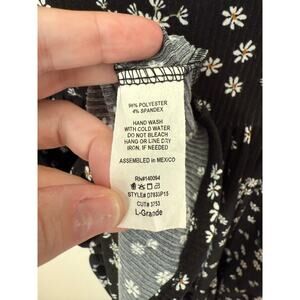 96% POLYESTER
4% SPANDEX
HAND WASH
WITH COLD WATER
DO NOT BLEACH
HANG OR LINE DRY
IRON, IF NEEDED
ASSEMBLED in MEXICO
RN#140094
STYLE# D7833P15
CUT# 3753
L-Grande